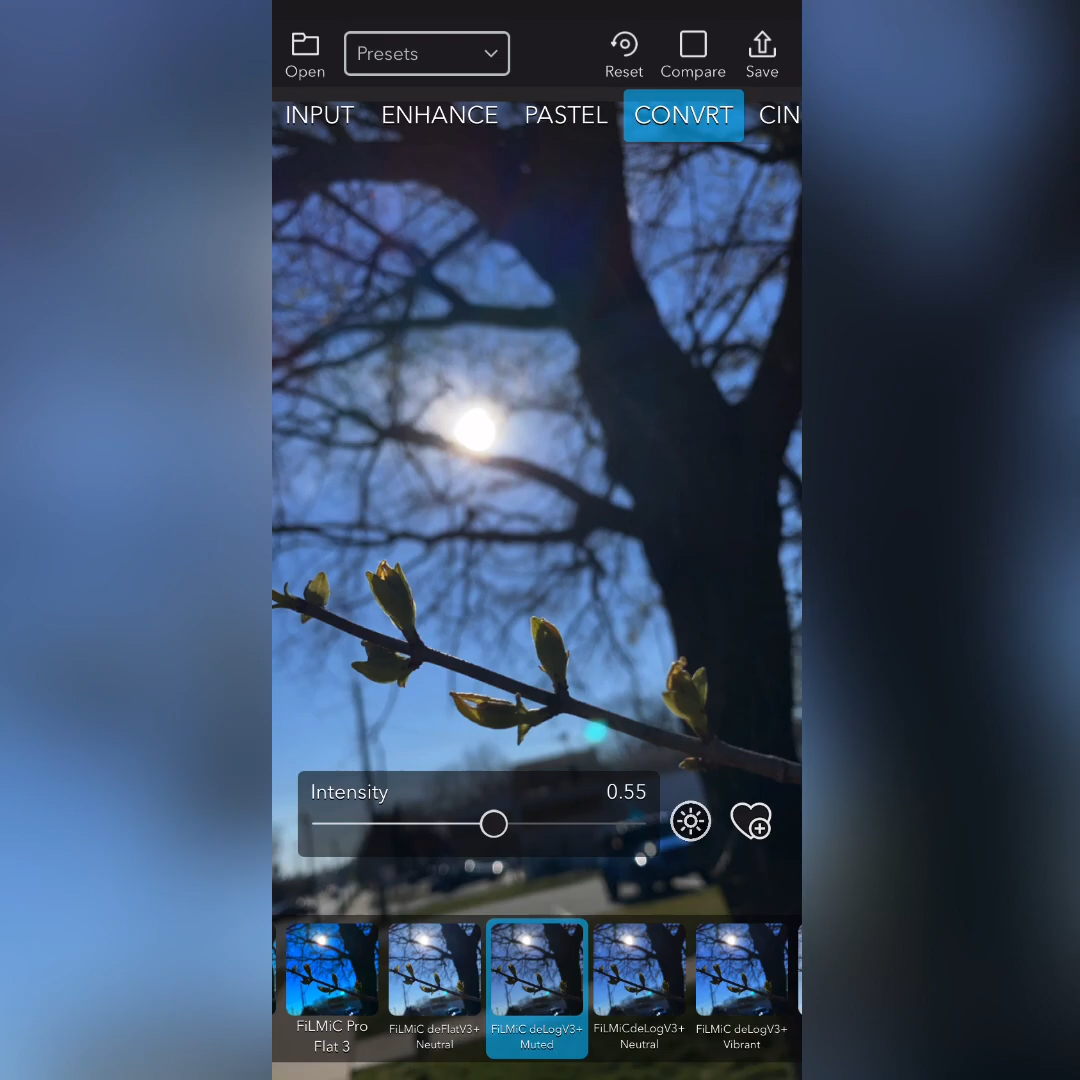 Open
Presets
Reset
Compare
Save
INPUT
ENHANCE
PASTEL
CONVRT
CIN
Intensity
0.55
FiLMiC Pro
Flat 3
FiLMiC deFlatV3+
Neutral
FiLMiC deLogV3+
Muted
FiLMiCdeLogV3+
Neutral
FiLMiC deLogV3+
Vibrant